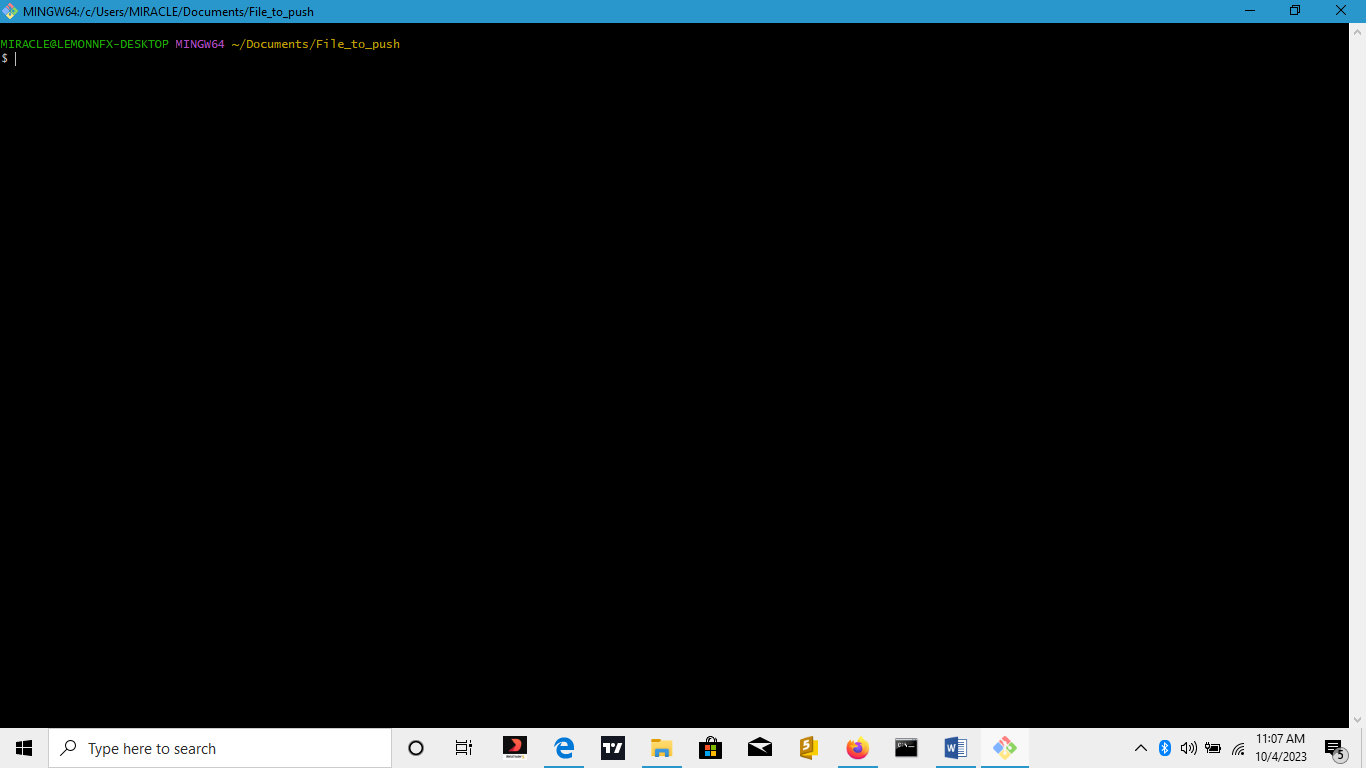 MINGW64:/c/Users/MIRACLE/Documents/File_to_push
MIRACLE@LEMONNFX-DESKTOP MINGW64 ~/Documents/File_to_push
$
Type here to search
11:07 AM
10/4/2023
5